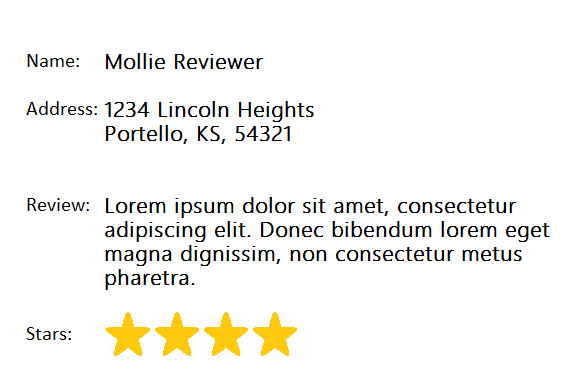 Name: Mollie Reviewer
Address: 1234 Lincoln Heights
Portello, KS, 54321
Review: Lorem ipsum dolor sit amet, consectetur
adipiscing elit. Donec bibendum lorem eget
magna dignissim, non consectetur metus
pharetra.
Stars: